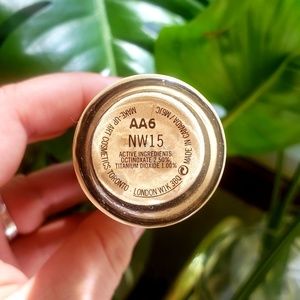 AA6
NW15
ACTIVE INGREDIENTS:
OCTINOXATE 2.50%
TITANIUM DIOXIDE 1.00%
MAKE-UP ART COSMETICS TORONTO · LONDON W1K 3BQ
MADE IN CANADA /